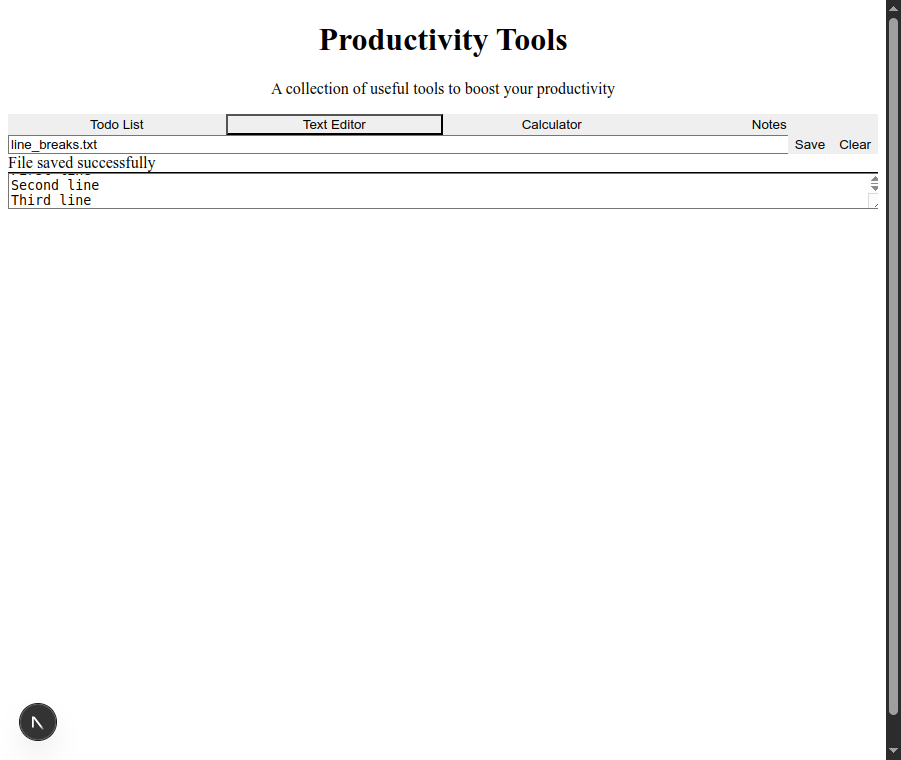 Productivity Tools
A collection of useful tools to boost your productivity
Todo List Text Editor Calculator Notes
line_breaks.txt Save Clear
File saved successfully
Second line
Third line